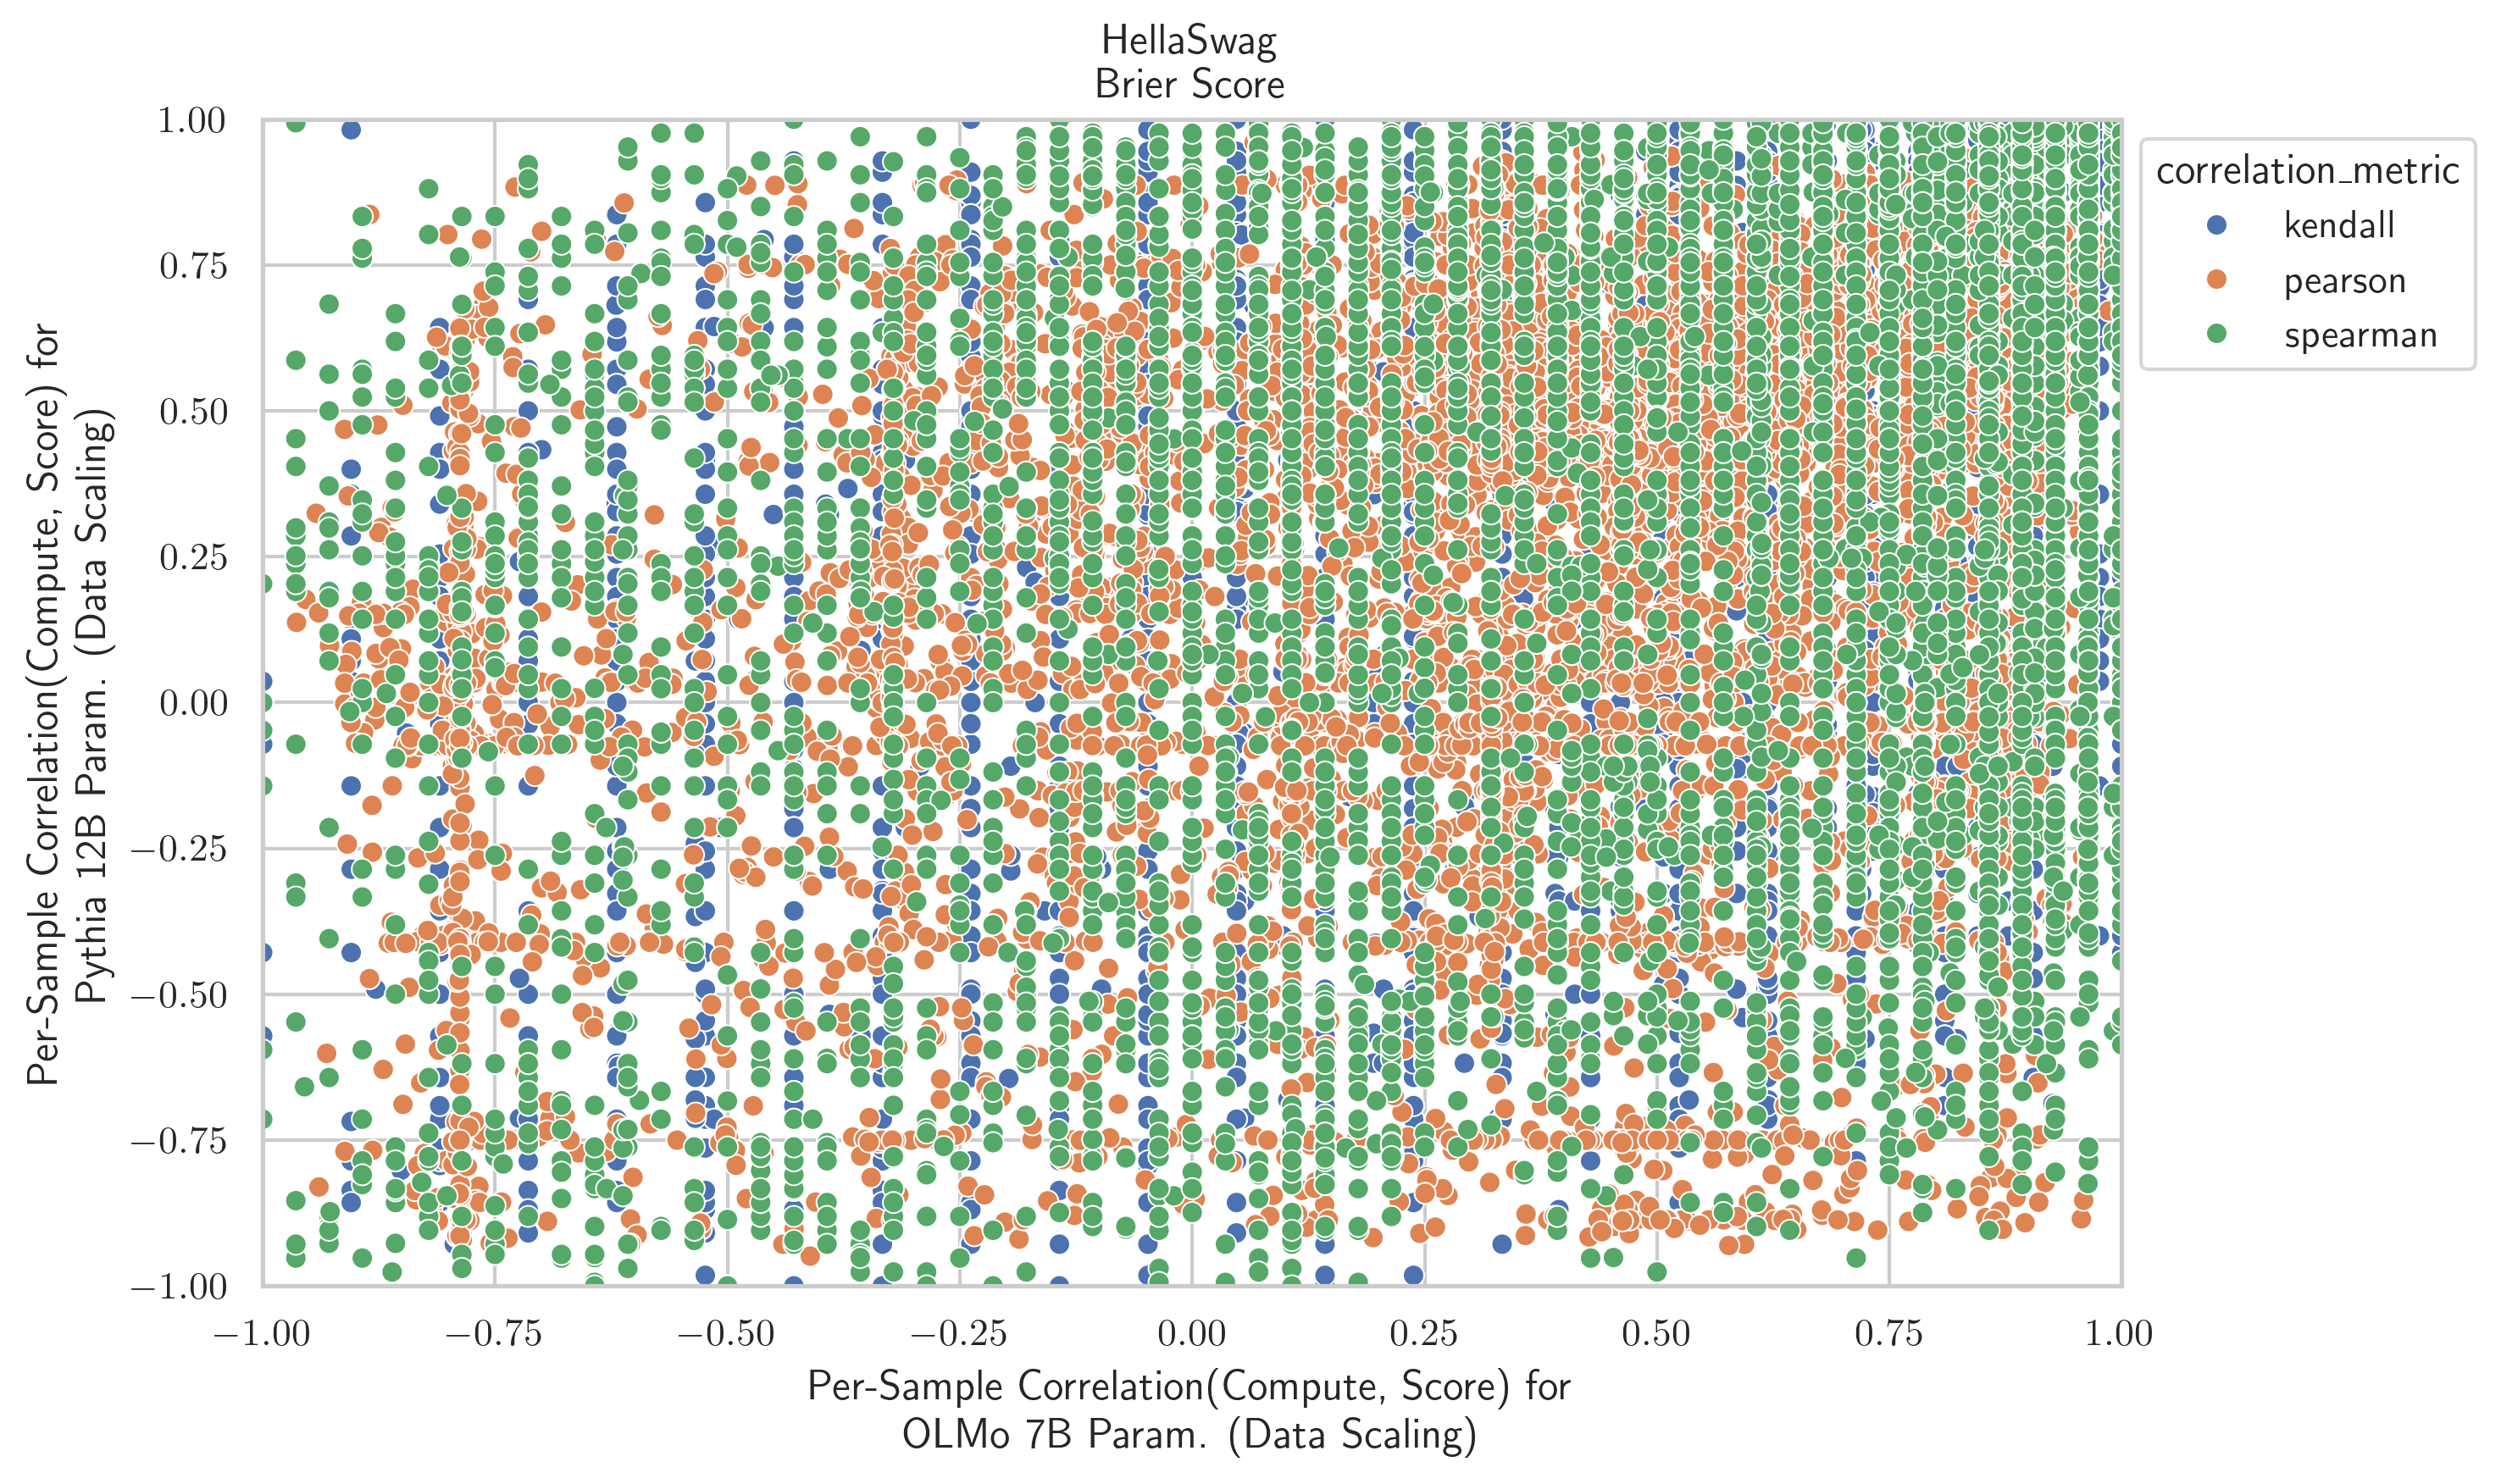 HellaSwag
Brier Score
Per-Sample Correlation(Compute, Score) for
Pythia 12B Param. (Data Scaling)
1.00
0.75
0.50
0.25
0.00
−0.25
−0.50
−0.75
−1.00
−1.00 −0.75 −0.50 −0.25 0.00 0.25 0.50 0.75 1.00
Per-Sample Correlation(Compute, Score) for
OLMo 7B Param. (Data Scaling)
correlation_metric
kendall
pearson
spearman